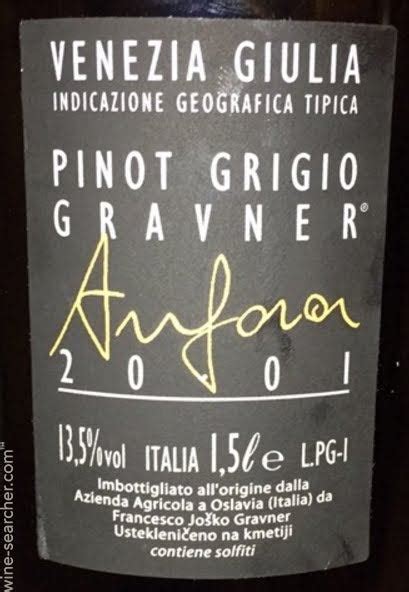 VENEZIA GIULIA
INDICAZIONE GEOGRAFICA TIPICA
PINOT GRIGIO
GRAVNER®
Anfora
2001
13,5%vol ITALIA 1,5ℓ e L.PG-I
Imbottigliato all'origine dalla
Azienda Agricola a Oslavia (Italia) da
Francesco Joško Gravner
Ustekleničeno na kmetiji
contiene solfiti
wine-searcher.com™